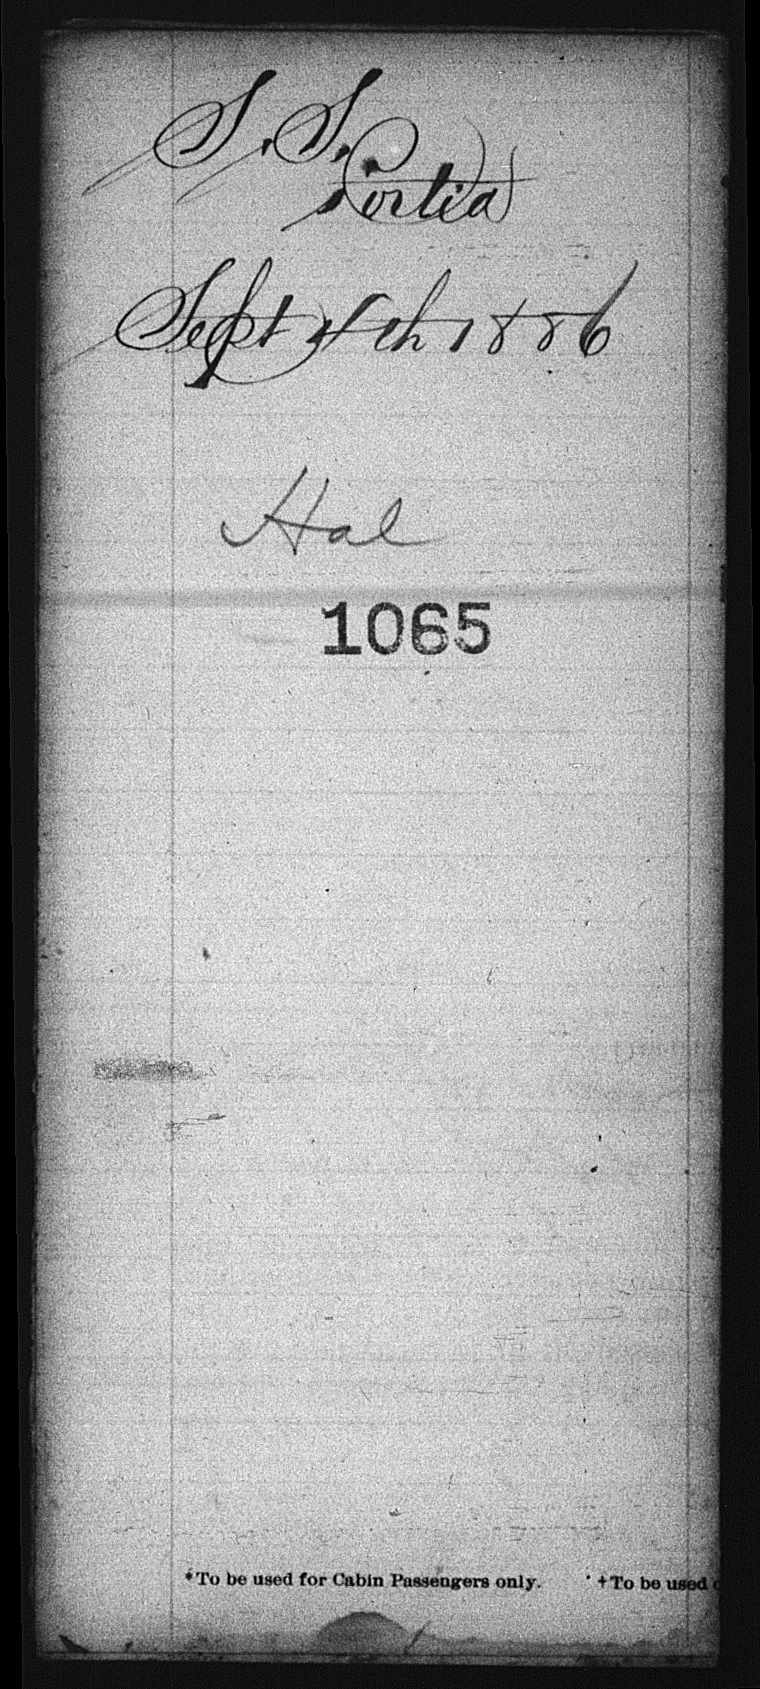 S.S.
Portia
Sept 4th 1886
Hal
1065
*To be used for Cabin Passengers only. †To be used